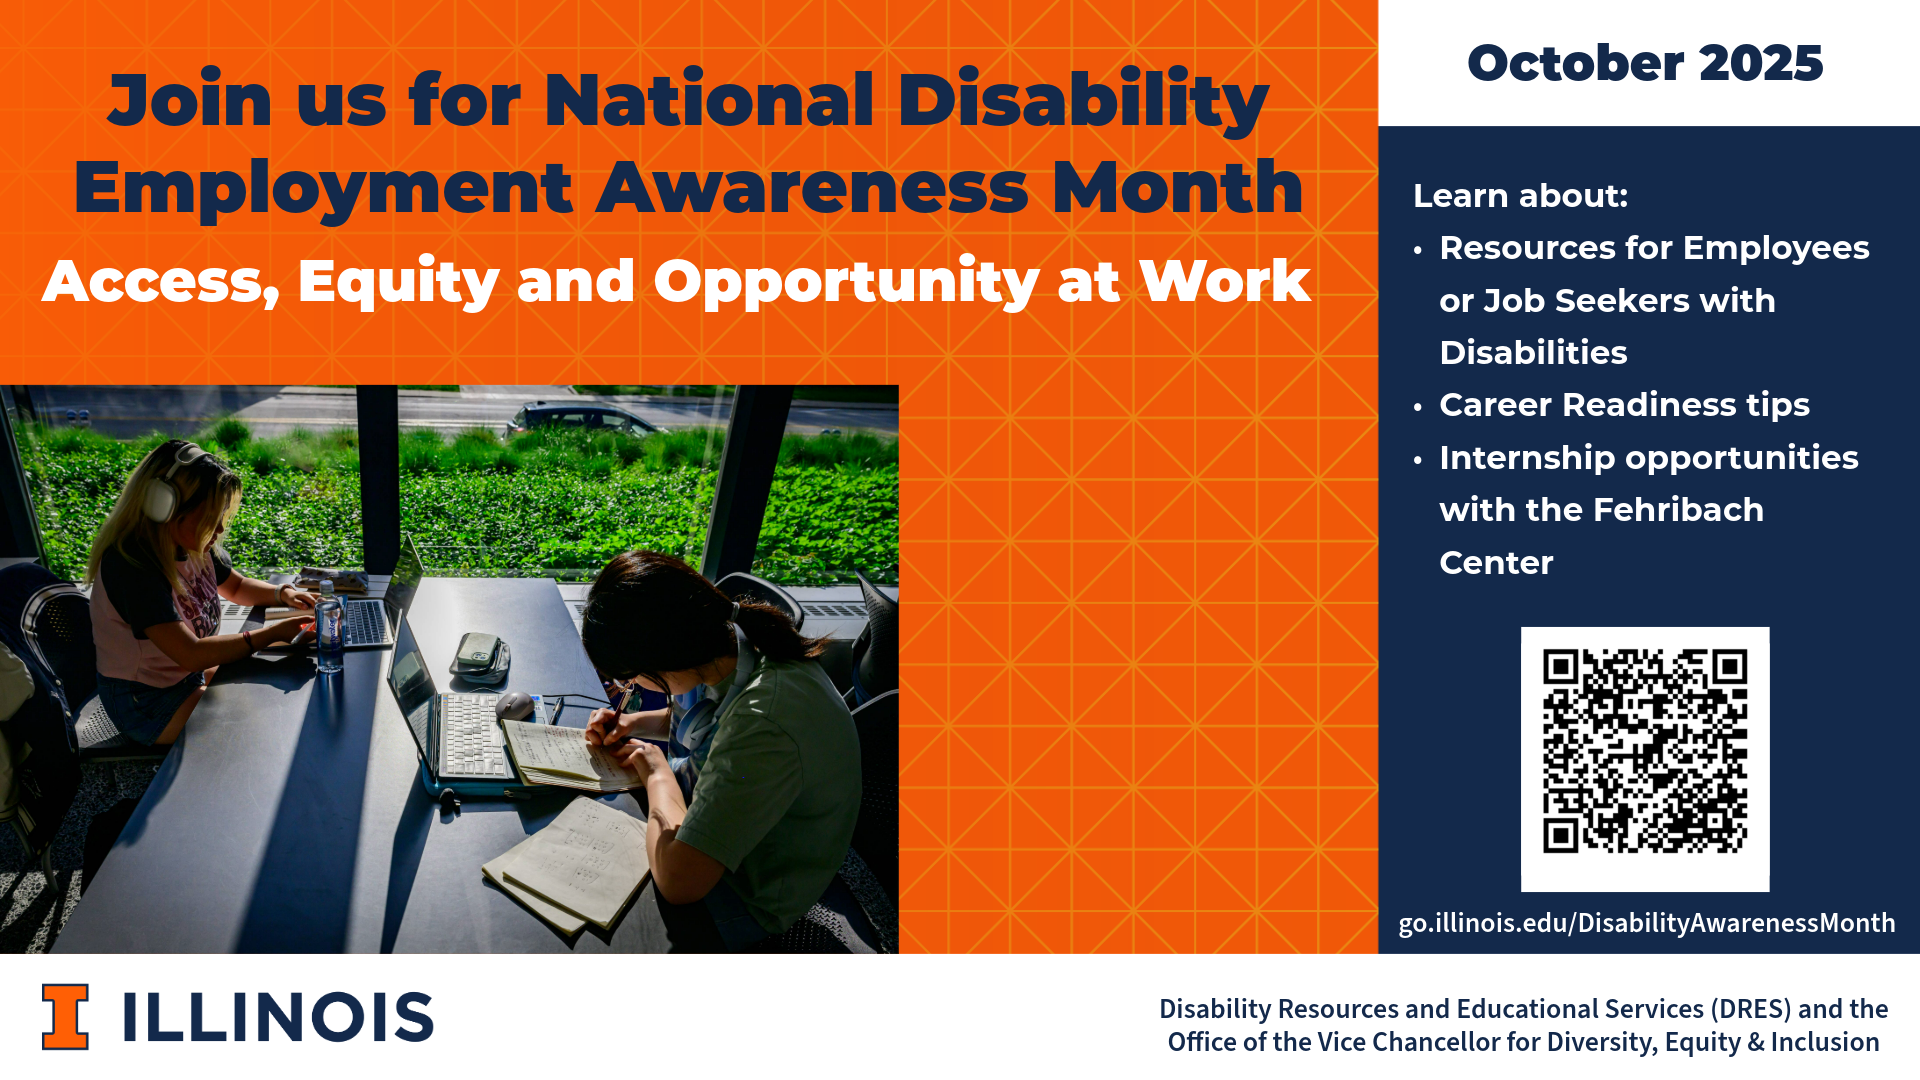 Join us for National Disability
Employment Awareness Month
Access, Equity and Opportunity at Work
October 2025
Learn about:
• Resources for Employees
or Job Seekers with
Disabilities
• Career Readiness tips
• Internship opportunities
with the Fehribach
Center
go.illinois.edu/DisabilityAwarenessMonth
I ILLINOIS
Disability Resources and Educational Services (DRES) and the
Office of the Vice Chancellor for Diversity, Equity & Inclusion